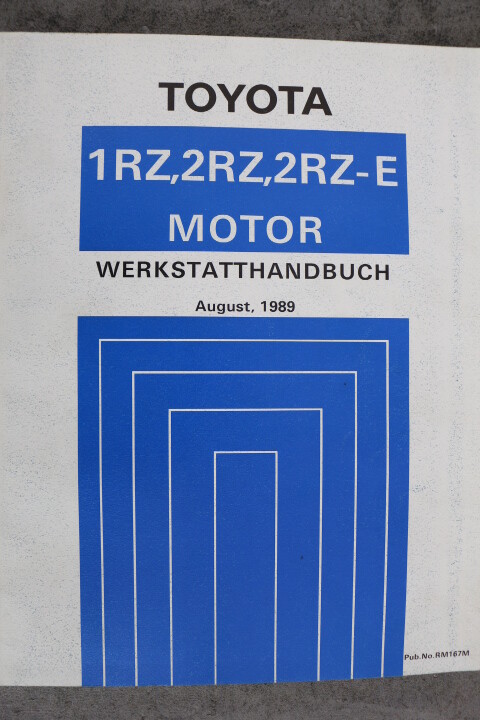 TOYOTA
1RZ,2RZ,2RZ-E
MOTOR
WERKSTATTHANDBUCH
August, 1989
Pub.No.RM167M